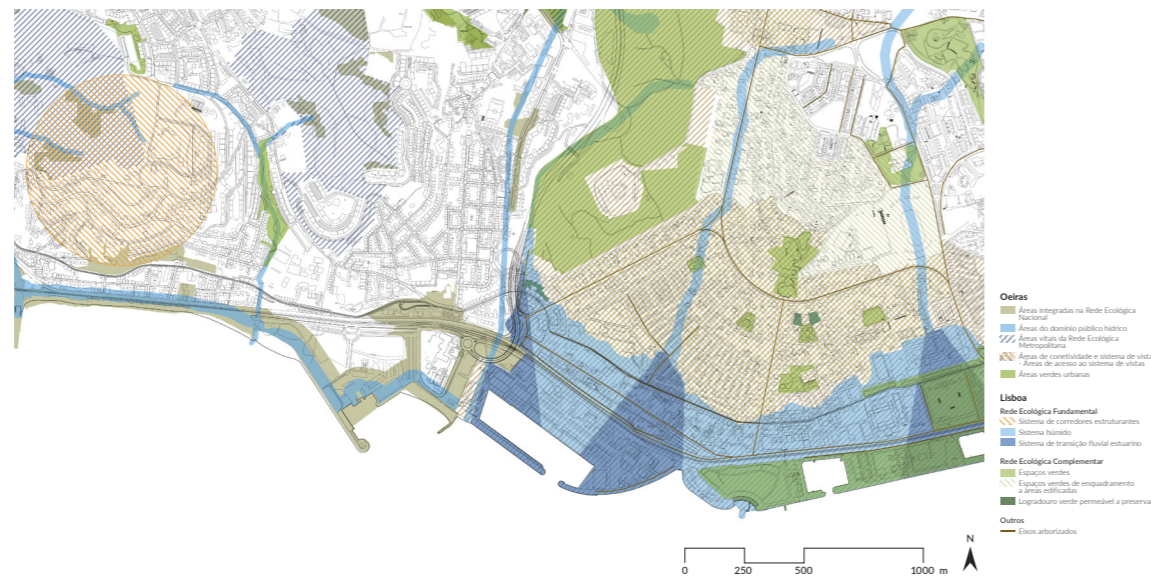 Oeiras
Áreas integradas na Rede Ecológica
Nacional
Áreas do domínio público hídrico
Áreas vitais da Rede Ecológica
Metropolitana
Áreas de conetividade e sistema de vista
- Áreas de acesso ao sistema de vistas
Áreas verdes urbanas
Lisboa
Rede Ecológica Fundamental
Sistema de corredores estruturantes
Sistema húmido
Sistema de transição fluvial estuarino
Rede Ecológica Complementar
Espaços verdes
Espaços verdes de enquadramento
a áreas edificadas
Logradouro verde permeável a preserva
Outros
Eixos arborizados
N
0 250 500 1000 m